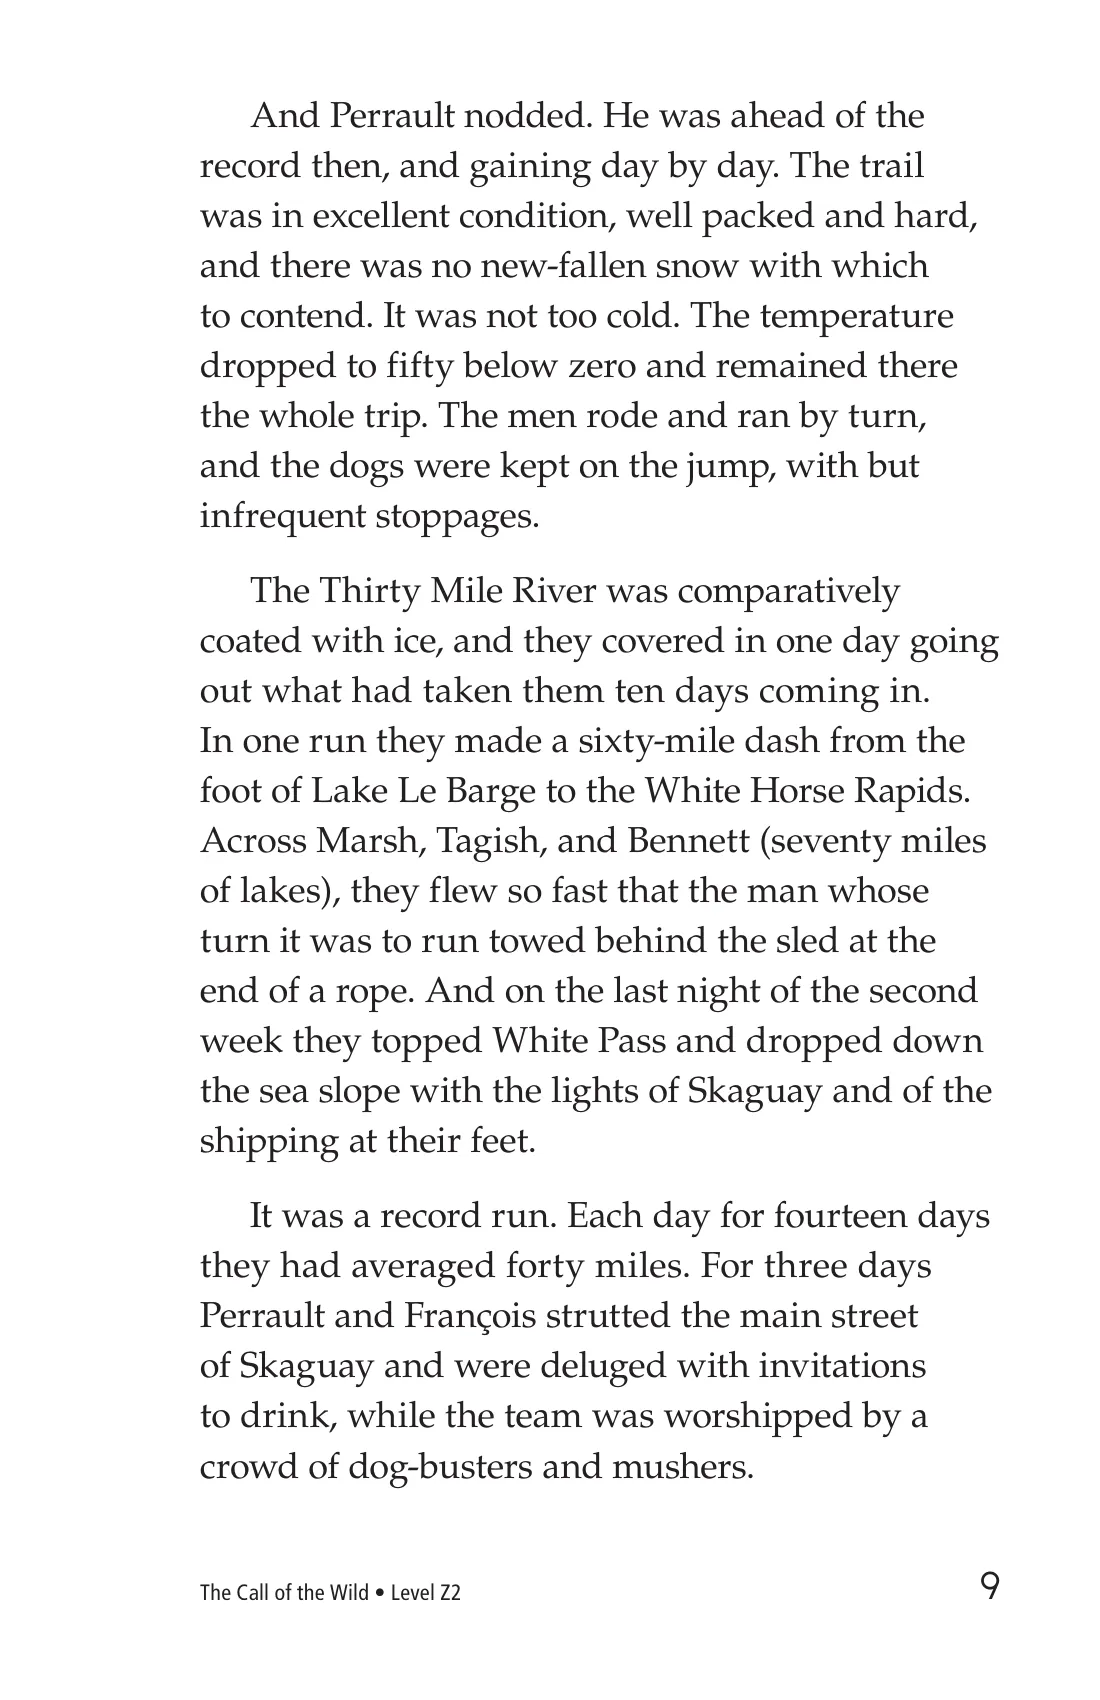 And Perrault nodded. He was ahead of the
record then, and gaining day by day. The trail
was in excellent condition, well packed and hard,
and there was no new-fallen snow with which
to contend. It was not too cold. The temperature
dropped to fifty below zero and remained there
the whole trip. The men rode and ran by turn,
and the dogs were kept on the jump, with but
infrequent stoppages.
The Thirty Mile River was comparatively
coated with ice, and they covered in one day going
out what had taken them ten days coming in.
In one run they made a sixty-mile dash from the
foot of Lake Le Barge to the White Horse Rapids.
Across Marsh, Tagish, and Bennett (seventy miles
of lakes), they flew so fast that the man whose
turn it was to run towed behind the sled at the
end of a rope. And on the last night of the second
week they topped White Pass and dropped down
the sea slope with the lights of Skaguay and of the
shipping at their feet.
It was a record run. Each day for fourteen days
they had averaged forty miles. For three days
Perrault and François strutted the main street
of Skaguay and were deluged with invitations
to drink, while the team was worshipped by a
crowd of dog-busters and mushers.
The Call of the Wild • Level Z2
9